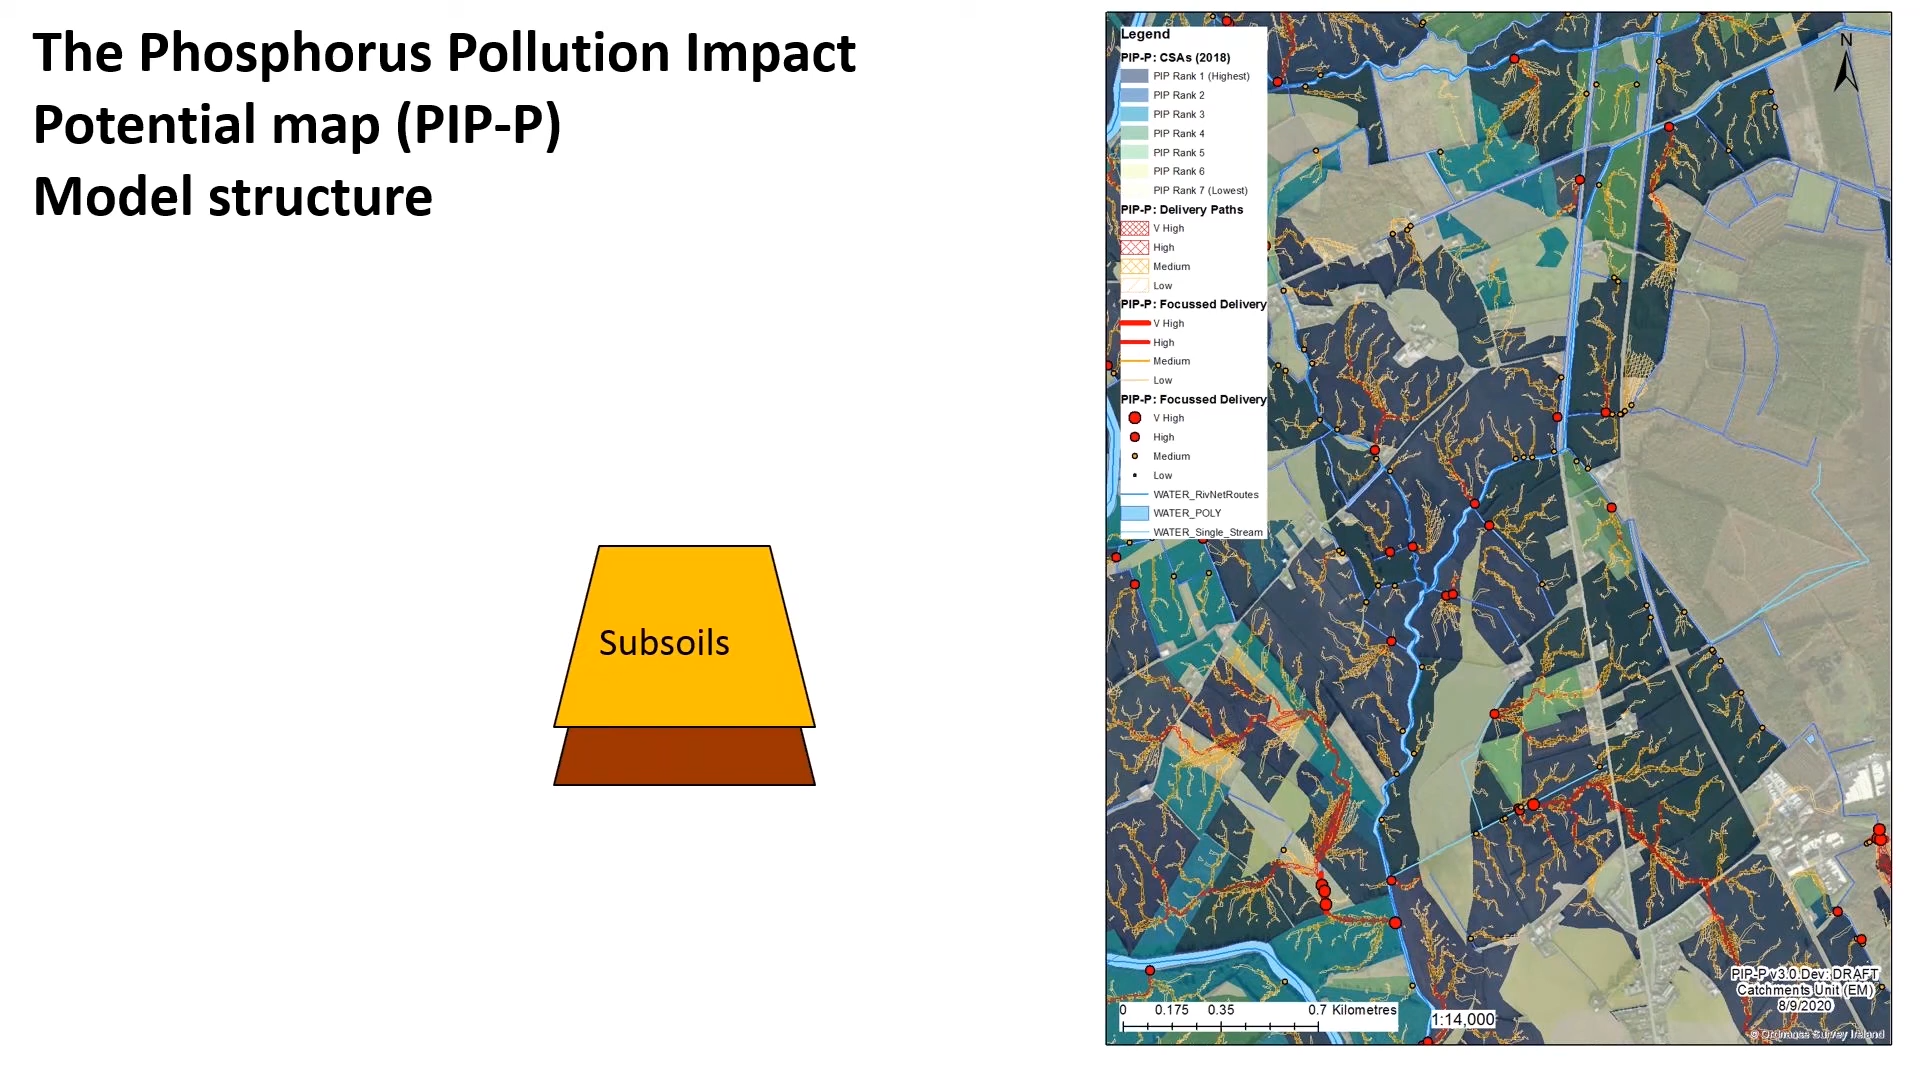 The Phosphorus Pollution Impact
Potential map (PIP-P)
Model structure
Subsoils
Legend
PIP-P: CSAs (2018)
PIP Rank 1 (Highest)
PIP Rank 2
PIP Rank 3
PIP Rank 4
PIP Rank 5
PIP Rank 6
PIP Rank 7 (Lowest)
PIP-P: Delivery Paths
V High
High
Medium
Low
PIP-P: Focussed Delivery
V High
High
Medium
Low
PIP-P: Focussed Delivery
V High
High
Medium
Low
WATER_RivNetRoutes
WATER_POLY
WATER_Single_Stream
N
0 0.175 0.35 0.7 Kilometres
1:14,000
PIP-P v3.0 Dev: DRAFT
Catchments Unit (EM)
8/9/2020
© Ordnance Survey Ireland